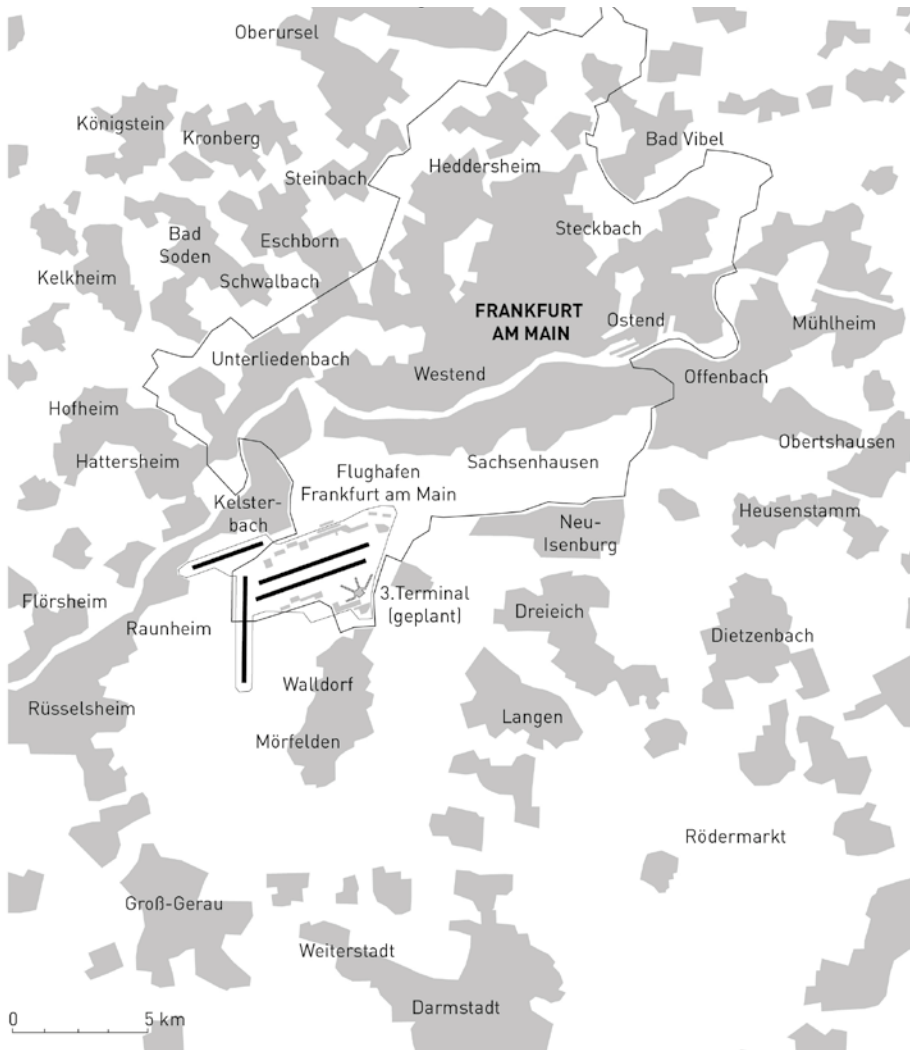 Oberursel
Königstein
Kronberg
Bad Vibel
Heddersheim
Steinbach
Steckbach
Bad
Soden
Eschborn
Kelkheim
Schwalbach
FRANKFURT
AM MAIN
Ostend
Mühlheim
Unterliedenbach
Westend
Offenbach
Hofheim
Obertshausen
Hattersheim
Sachsenhausen
Flughafen
Frankfurt am Main
Kelster-
bach
Heusenstamm
Neu-
Isenburg
3.Terminal
(geplant)
Flörsheim
Dreieich
Raunheim
Dietzenbach
Walldorf
Rüsselsheim
Langen
Mörfelden
Rödermarkt
Groß-Gerau
Weiterstadt
Darmstadt
0 5 km